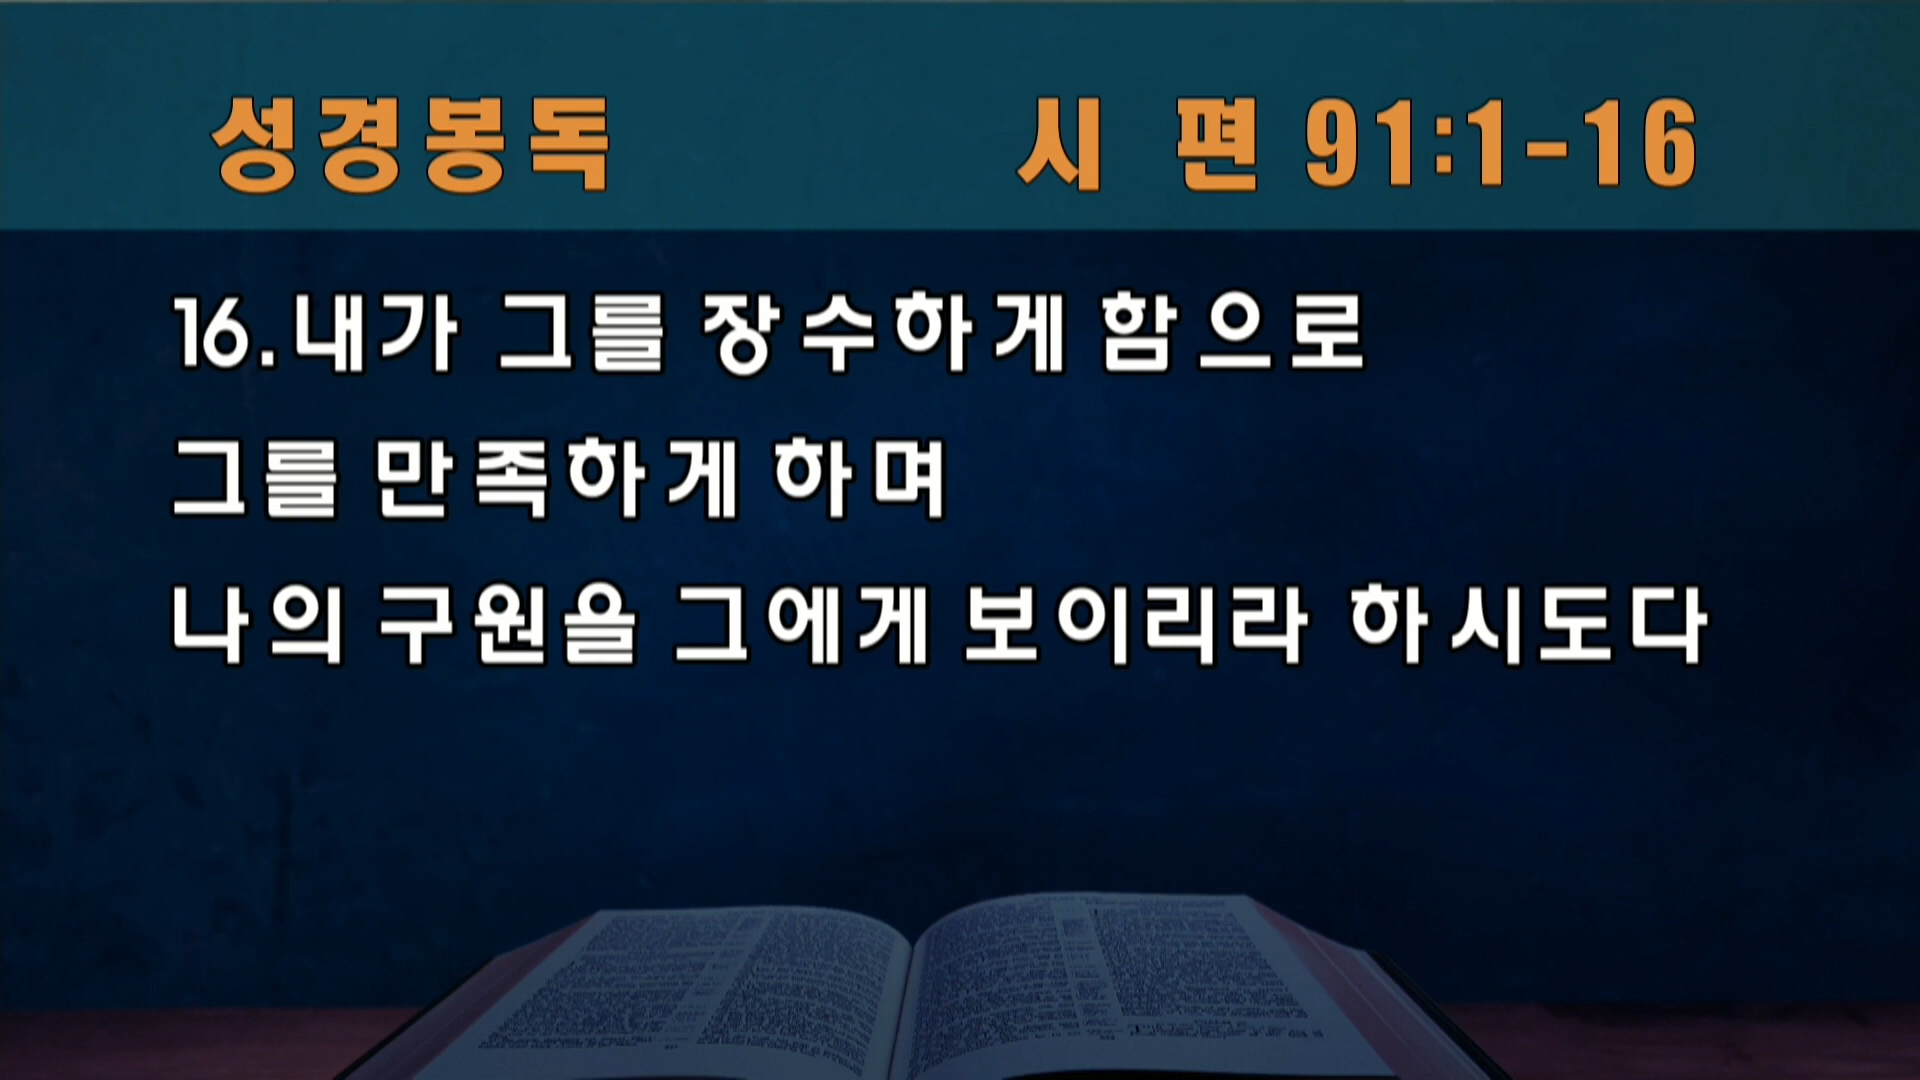 성경봉독 시 편 91:1-16
16.내가 그를 장수하게 함으로
그를 만족하게 하며
나의 구원을 그에게 보이리라 하시도다